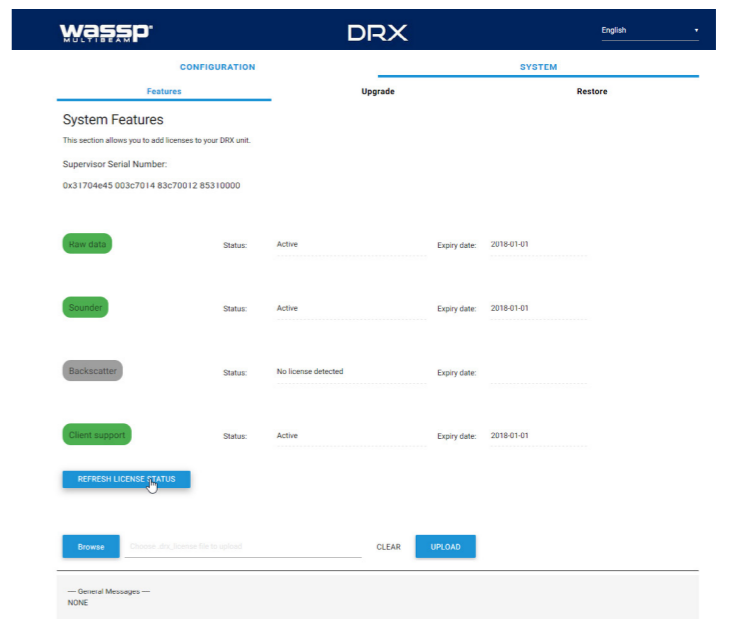 wassp
MULTIBEAM
DRX
English
CONFIGURATION
SYSTEM
Features
Upgrade
Restore
System Features
This section allows you to add licenses to your DRX unit.
Supervisor Serial Number:
0x31704e45 003c7014 83c70012 85310000
Raw data Status: Active Expiry date: 2018-01-01
Sounder Status: Active Expiry date: 2018-01-01
Backscatter Status: No license detected Expiry date:
Client support Status: Active Expiry date: 2018-01-01
REFRESH LICENSE STATUS
Browse Choose .lics_license file to upload CLEAR UPLOAD
— General Messages —
NONE